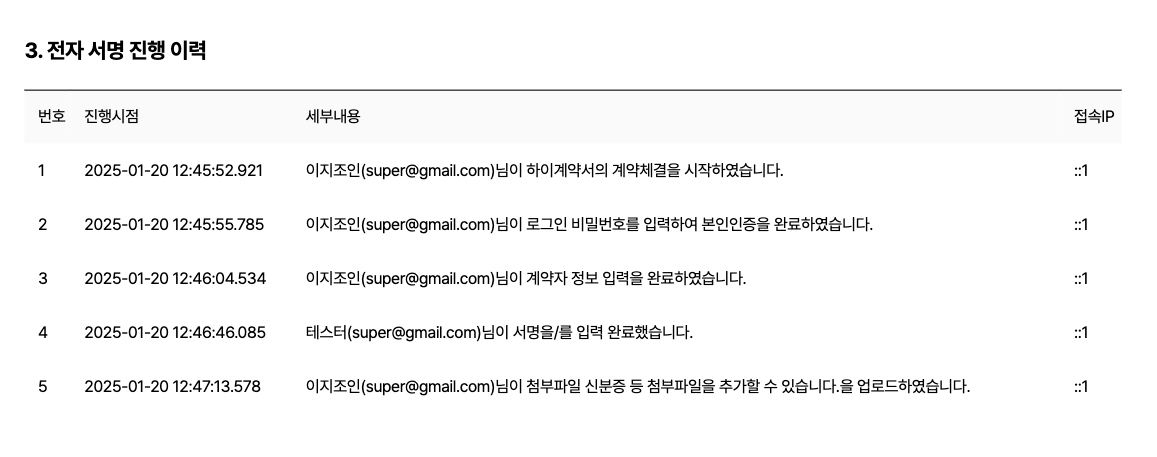 3. 전자 서명 진행 이력
번호 진행시점 세부내용 접속IP
1 2025-01-20 12:45:52.921 이지조인(super@gmail.com)님이 하이계약서의 계약체결을 시작하였습니다. ::1
2 2025-01-20 12:45:55.785 이지조인(super@gmail.com)님이 로그인 비밀번호를 입력하여 본인인증을 완료하였습니다. ::1
3 2025-01-20 12:46:04.534 이지조인(super@gmail.com)님이 계약자 정보 입력을 완료하였습니다. ::1
4 2025-01-20 12:46:46.085 테스터(super@gmail.com)님이 서명을/를 입력 완료했습니다. ::1
5 2025-01-20 12:47:13.578 이지조인(super@gmail.com)님이 첨부파일 신분증 등 첨부파일을 추가할 수 있습니다.을 업로드하였습니다. ::1